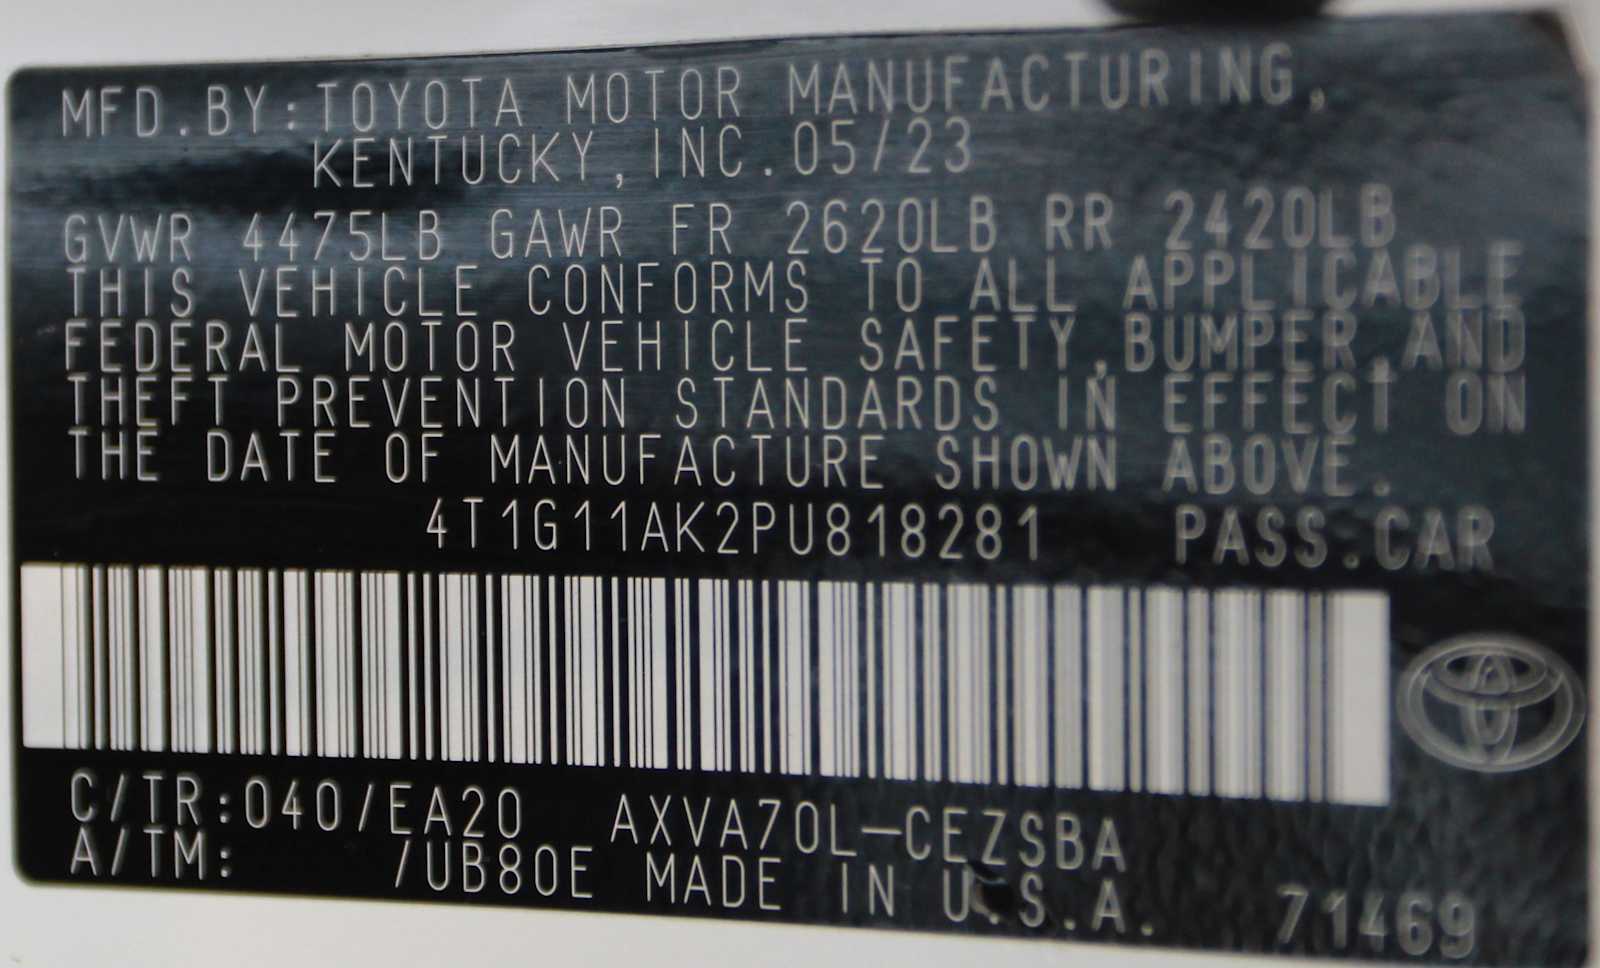 MFD.BY:TOYOTA MOTOR MANUFACTURING,
KENTUCKY,INC.05/23
GVWR 4475LB GAWR FR 2620LB RR 2420LB
THIS VEHICLE CONFORMS TO ALL APPLICABLE
FEDERAL MOTOR VEHICLE SAFETY,BUMPER,AND
THEFT PREVENTION STANDARDS IN EFFECT ON
THE DATE OF MANUFACTURE SHOWN ABOVE.
4T1G11AK2PU818281 PASS.CAR
C/TR:040/EA20 AXVA70L-CEZSBA
A/TM: /UB80E MADE IN U.S.A. 71469